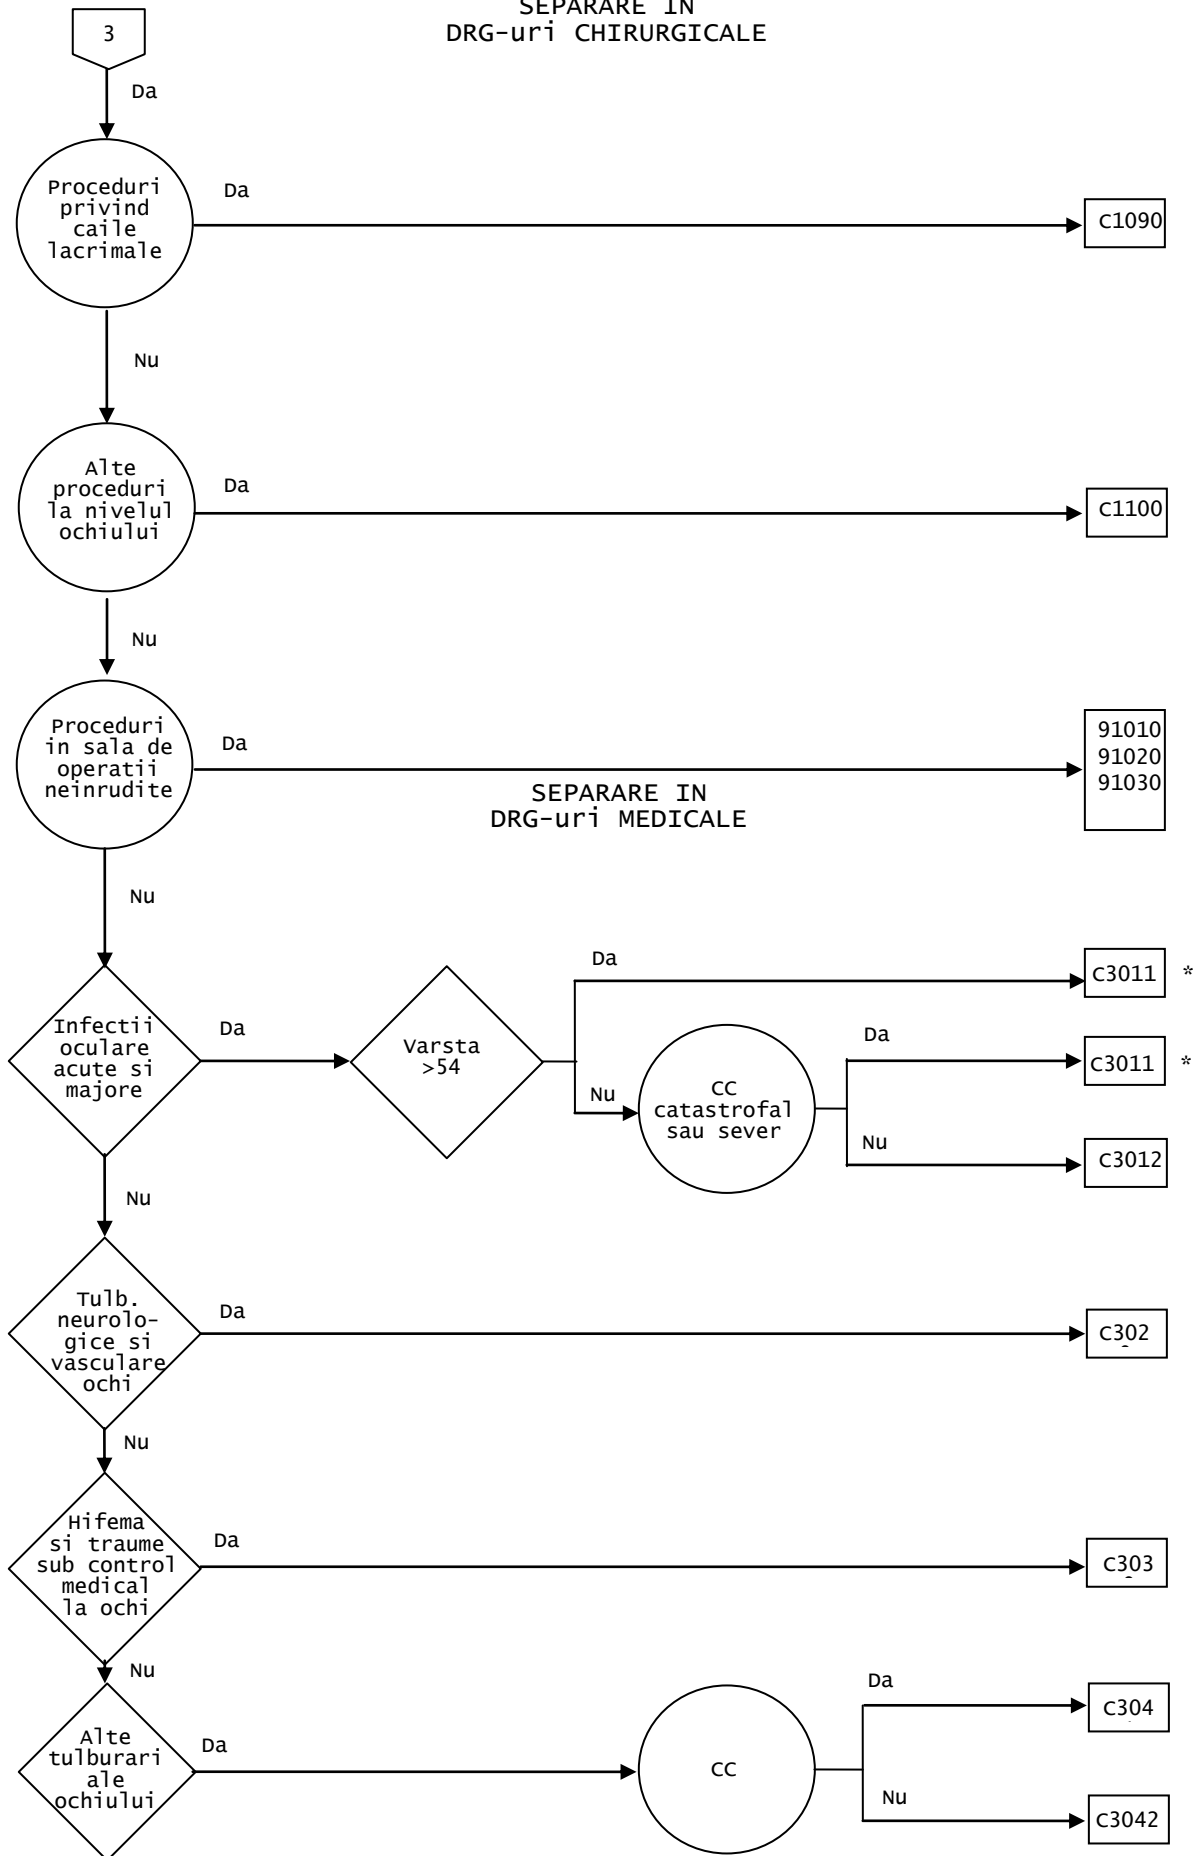 SEPARARE IN
DRG-uri CHIRURGICALE
3
Da
Proceduri
privind
caile
lacrimale
Da
C1090
Nu
Alte
proceduri
la nivelul
ochiului
Da
C1100
Nu
Proceduri
in sala de
operatii
neinrudite
Da
91010
91020
91030
SEPARARE IN
DRG-uri MEDICALE
Nu
Infectii
oculare
acute si
majore
Da
Varsta
>54
Da
C3011 *
Nu
CC
catastrofal
sau sever
Da
C3011 *
Nu
C3012
Nu
Tulb.
neurolo-
gice si
vasculare
ochi
Da
C302
Nu
Hifema
si traume
sub control
medical
la ochi
Da
C303
Nu
Alte
tulburari
ale
ochiului
Da
CC
Da
C304
Nu
C3042